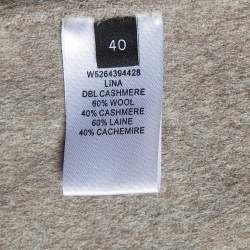 40
W5264394428
LINA
DBL CASHMERE
60% WOOL
40% CASHMERE
60% LAINE
40% CACHEMIRE